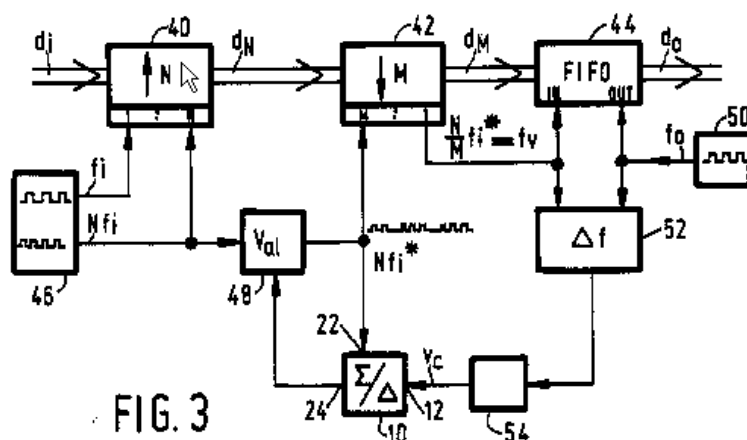 40
42
44
di
dN
dM
do
↑ N
↓ M
FIFO
IN
OUT
50
N/M fi* = fv
fo
fi
Nfi
Val
Nfi*
Δf
52
46
48
22
Vc
24
Σ/Δ
12
10
54
FIG. 3